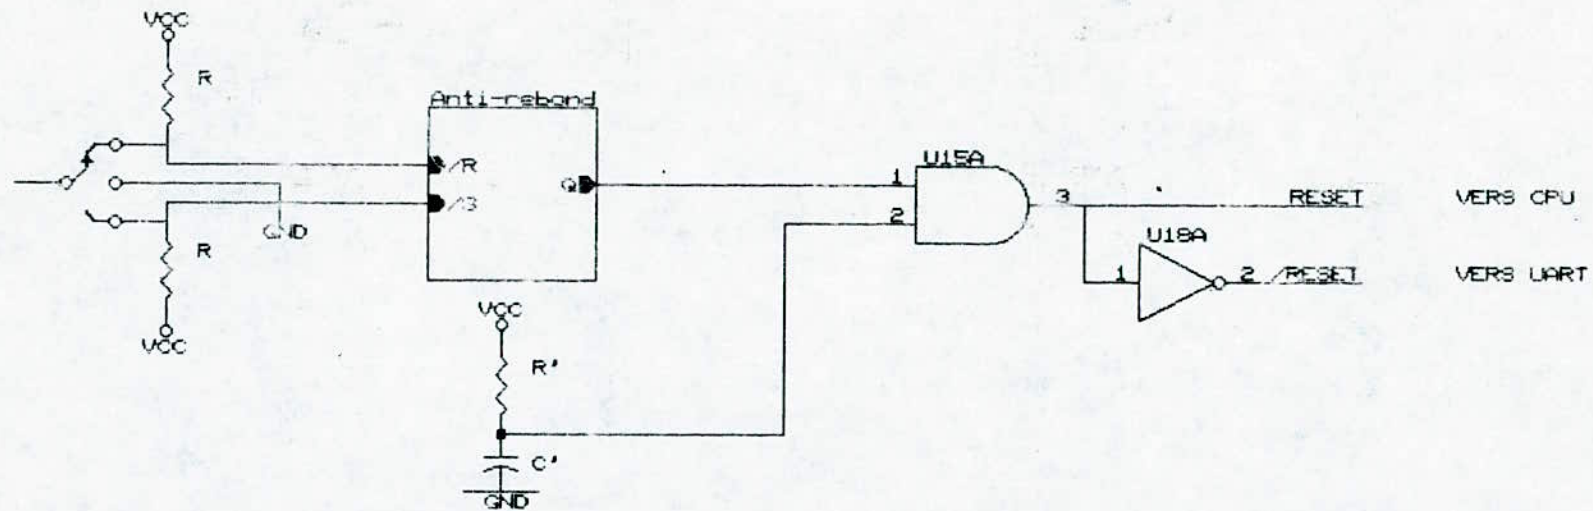 VCC
R
Anti-rebond
/R
/S
Q
GND
R
VCC
VCC
R'
C'
GND
U15A
1
2
3
RESET
VERS CPU
U18A
1
2
/RESET
VERS UART